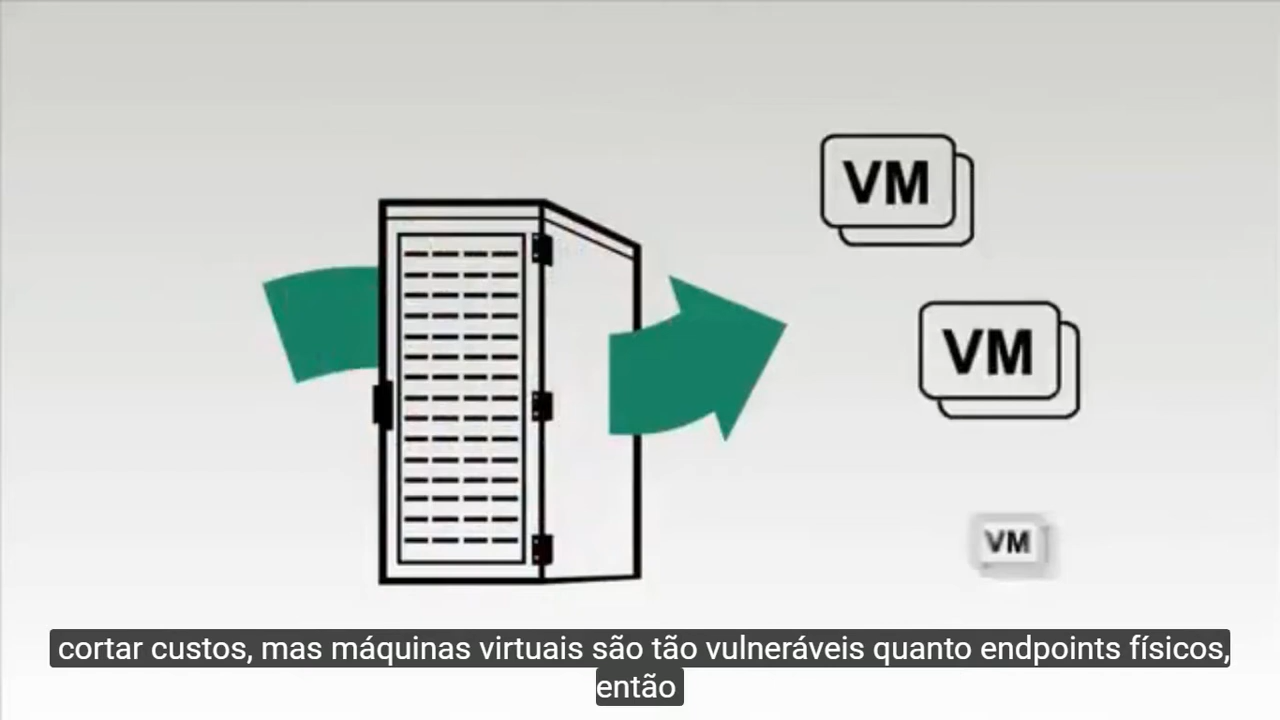 VM
VM
VM
cortar custos, mas máquinas virtuais são tão vulneráveis quanto endpoints físicos,
então